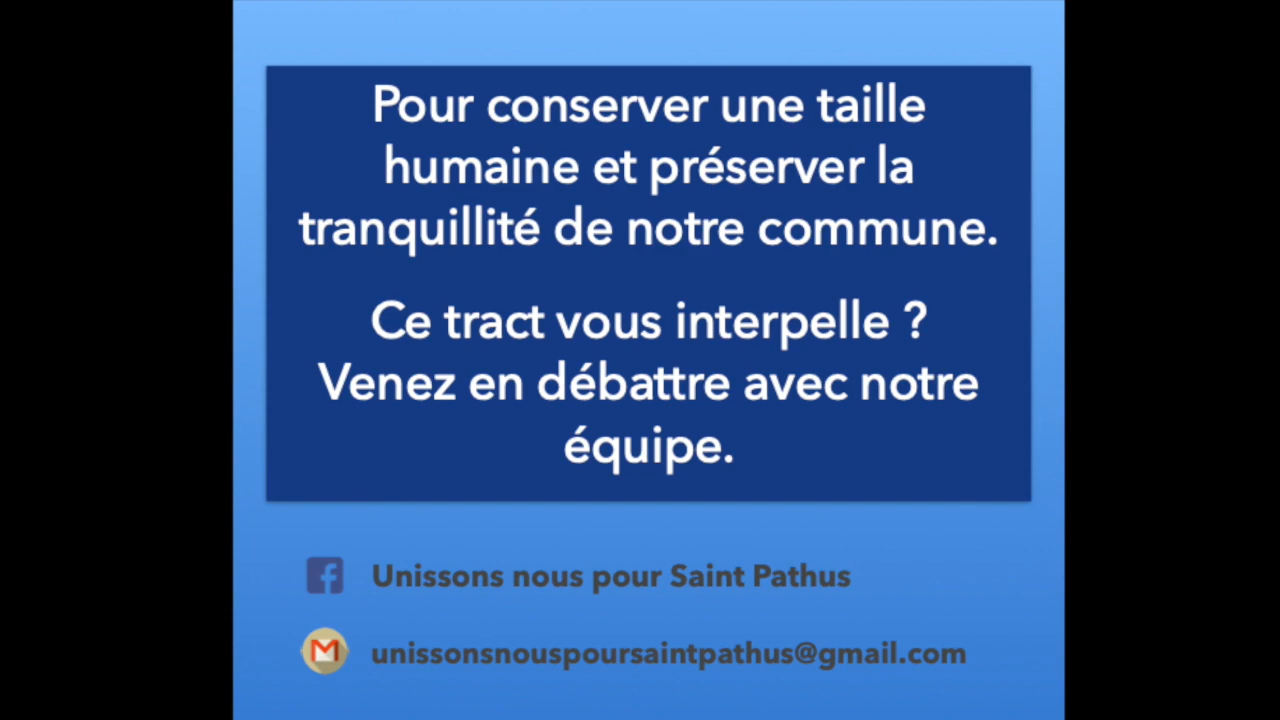 Pour conserver une taille
humaine et préserver la
tranquillité de notre commune.
Ce tract vous interpelle ?
Venez en débattre avec notre
équipe.
Unissons nous pour Saint Pathus
unissonsnouspoursaintpathus@gmail.com